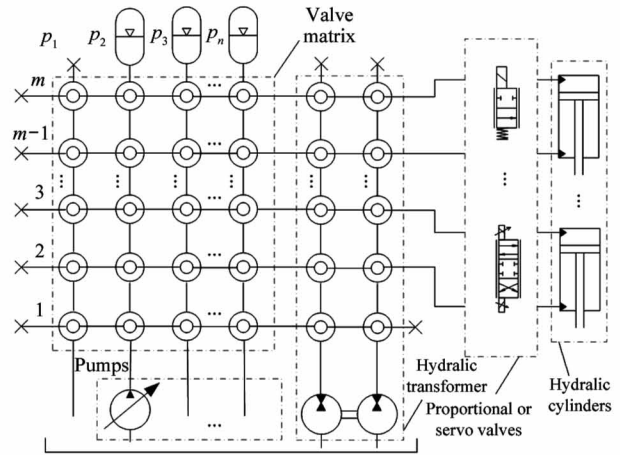 Valve
matrix
p1 p2 p3 pn
...
m
...
m−1
...
3
...
2
...
1
...
Pumps
...
Hydralic
transformer
Proportional or
servo valves
Hydralic
cylinders